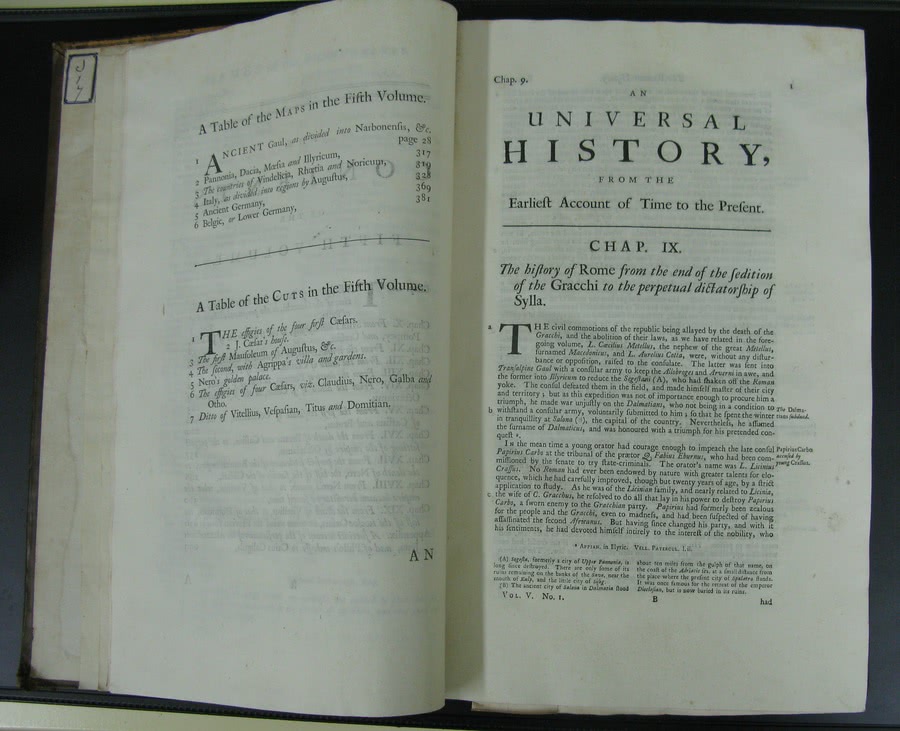 J
17
A Table of the MAPS in the Fifth Volume.
1 ANCIENT Gaul, as divided into Narbonensis, &c.
page 28
2 Pannonia, Dacia, Mœsia and Illyricum, 317
3 The countries of Vindelicia, Rhætia and Noricum, 319
4 Italy, as divided into regions by Augustus, 328
5 Ancient Germany, 369
6 Belgic, or Lower Germany, 381
A Table of the CUTS in the Fifth Volume.
1 THE effigies of the four first Cæsars.
2 J. Cæsar's house.
3 The first Mausoleum of Augustus, &c.
4 The second, with Agrippa's villa and gardens.
5 Nero's golden palace.
6 The effigies of four Cæsars, viz. Claudius, Nero, Galba and
Otho.
7 Ditto of Vitellius, Vespasian, Titus and Domitian.
AN
Chap. 9.
1
AN
UNIVERSAL
HISTORY,
FROM THE
Earlieſt Account of Time to the Preſent.
CHAP. IX.
The hiſtory of Rome from the end of the ſedition
of the Gracchi to the perpetual dictatorſhip of
Sylla.
a THE civil commotions of the republic being allayed by the death of the
Gracchi, and the abolition of their laws, as we have related in the fore-
going volume, L. Cæcilius Metellus, the nephew of the great Metellus,
ſurnamed Macedonicus, and L. Aurelius Cotta, were, without any diſtur-
bance or oppoſition, raiſed to the conſulate. The latter was ſent into
Tranſalpine Gaul with a conſular army to keep the Allobroges and Arverni in awe, and
the former into Illyricum to reduce the Segeſtani (A), who had ſhaken off the Roman
yoke. The conſul defeated them in the field, and made himſelf maſter of their city
and territory; but as this expedition was not of importance enough to procure him a
triumph, he made war unjuſtly on the Dalmatians, who not being in a condition to The Dalma-
b withſtand a conſular army, voluntarily ſubmitted to him; ſo that he ſpent the winter tians ſubdued.
in tranquillity at Salona (B), the capital of the country. Nevertheleſs, he aſſumed
the ſurname of Dalmaticus, and was honoured with a triumph for his pretended con-
queſt a.
In the mean time a young orator had courage enough to impeach the late conſul Papirius Carbo
Papirius Carbo at the tribunal of the prætor Q. Fabius Eburnus, who had been com- accuſed by
miſſioned by the ſenate to try ſtate-criminals. The orator's name was L. Licinius young Craſſus.
Craſſus. No Roman had ever been endowed by nature with greater talents for elo-
quence, which he had carefully improved, though but twenty years of age, by a ſtrict
application to ſtudy. As he was of the Licinian family, and nearly related to Licinia,
c the wife of C. Gracchus, he reſolved to do all that lay in his power to deſtroy Papirius
Carbo, a ſworn enemy to the Gracchian party. Papirius had formerly been zealous
for the people and the Gracchi, even to madneſs, and had been ſuſpected of having
aſſaſſinated the ſecond Africanus. But having ſince changed his party, and with it
his ſentiments, he had devoted himſelf intirely to the intereſt of the nobility, who
a APPIAN. in Illyric. VELL. PATERCUL. l. ii.
(A) Segeſta, formerly a city of Upper Pannonia, is
long ſince deſtroyed. There are only ſome of its
ruins remaining on the banks of the Save, near the
mouth of Kulp, and the little city of
(B) The ancient city of Salona in Dalmatia ſtood
about ten miles from the gulph of that name, on
the coaſt of the Adriatic ſea, at a ſmall diſtance from
the place where the preſent city of Spalatro ſtands.
It was once famous for the retreat of the emperor
Diocleſian, but is now buried in its ruins.
VOL. V. No. 1. B had